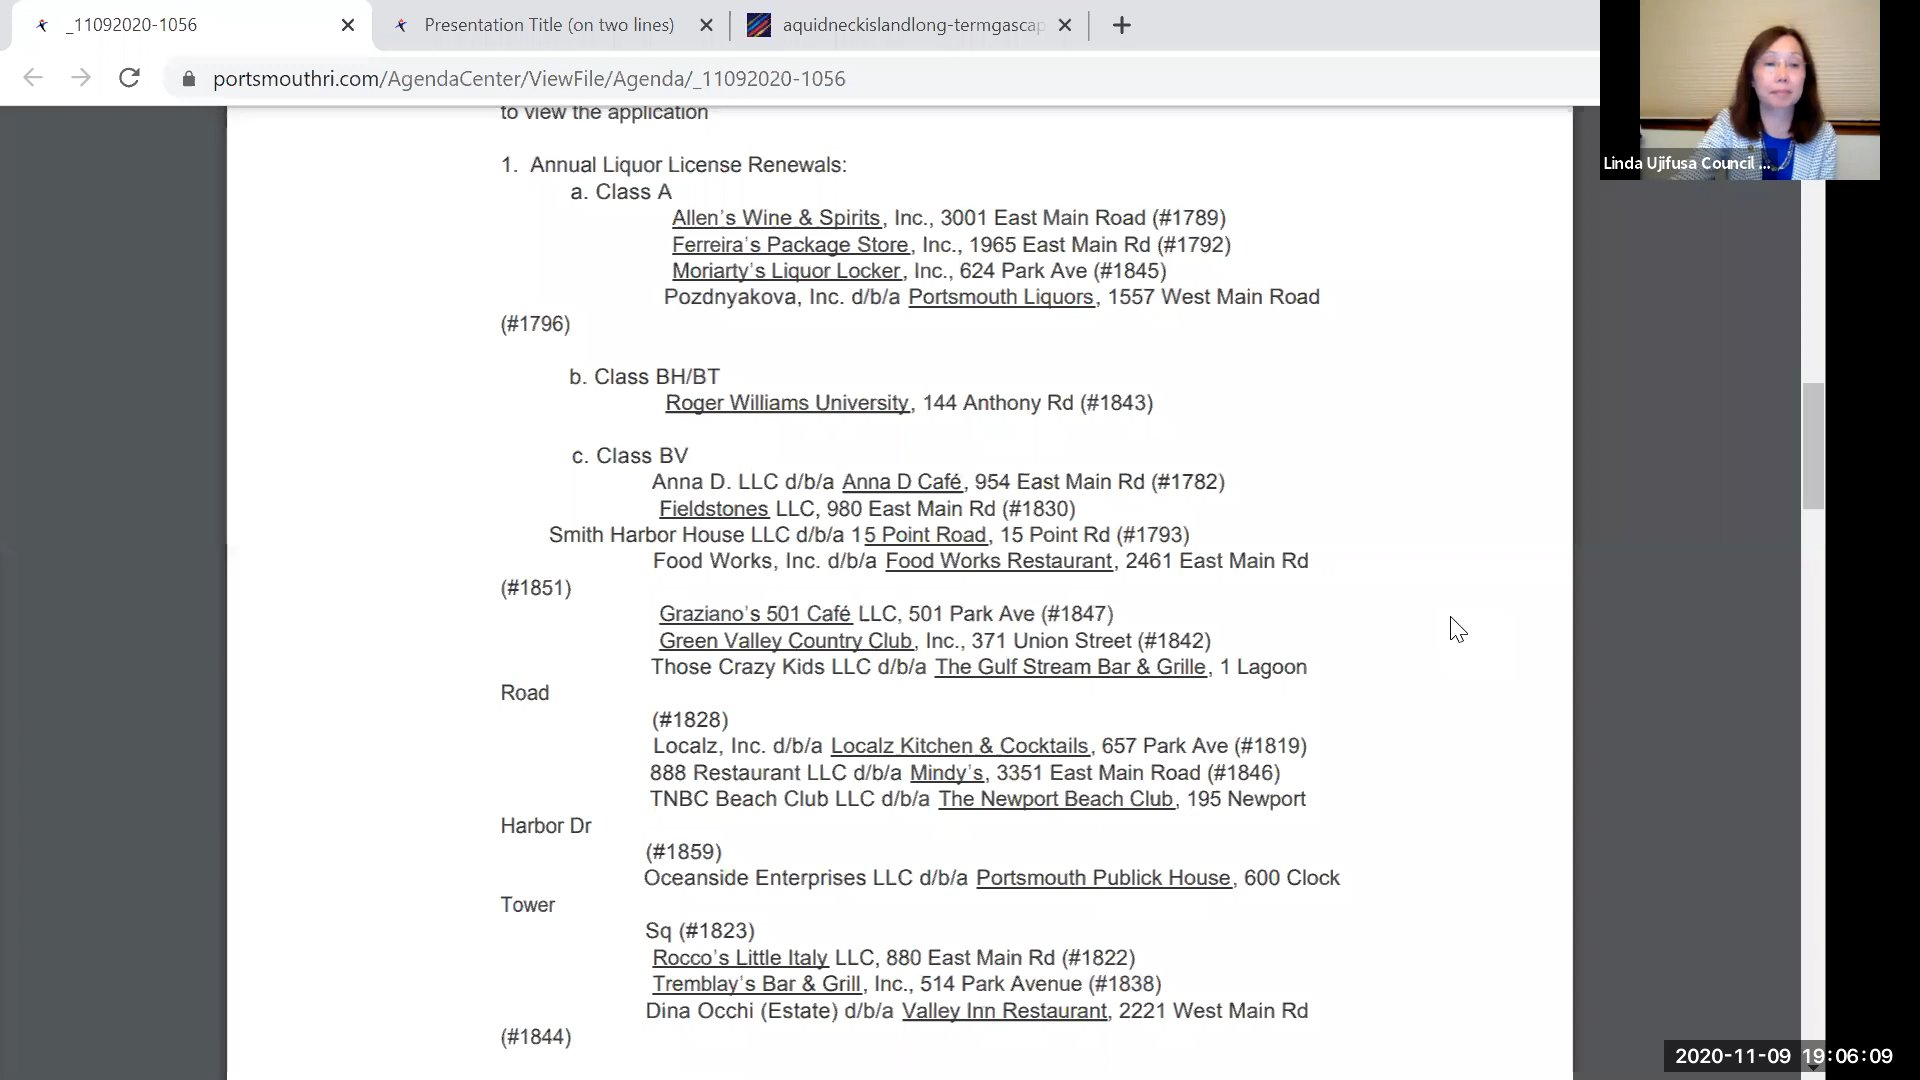 _11092020-1056
Presentation Title (on two lines)
aquidneckislandlong-termgascap
portsmouthri.com/AgendaCenter/ViewFile/Agenda/_11092020-1056
Linda Ujifusa Council ...
to view the application
1. Annual Liquor License Renewals:
a. Class A
Allen's Wine & Spirits, Inc., 3001 East Main Road (#1789)
Ferreira's Package Store, Inc., 1965 East Main Rd (#1792)
Moriarty's Liquor Locker, Inc., 624 Park Ave (#1845)
Pozdnyakova, Inc. d/b/a Portsmouth Liquors, 1557 West Main Road
(#1796)
b. Class BH/BT
Roger Williams University, 144 Anthony Rd (#1843)
c. Class BV
Anna D. LLC d/b/a Anna D Café, 954 East Main Rd (#1782)
Fieldstones LLC, 980 East Main Rd (#1830)
Smith Harbor House LLC d/b/a 15 Point Road, 15 Point Rd (#1793)
Food Works, Inc. d/b/a Food Works Restaurant, 2461 East Main Rd
(#1851)
Graziano's 501 Café LLC, 501 Park Ave (#1847)
Green Valley Country Club, Inc., 371 Union Street (#1842)
Those Crazy Kids LLC d/b/a The Gulf Stream Bar & Grille, 1 Lagoon
Road
(#1828)
Localz, Inc. d/b/a Localz Kitchen & Cocktails, 657 Park Ave (#1819)
888 Restaurant LLC d/b/a Mindy's, 3351 East Main Road (#1846)
TNBC Beach Club LLC d/b/a The Newport Beach Club, 195 Newport
Harbor Dr
(#1859)
Oceanside Enterprises LLC d/b/a Portsmouth Publick House, 600 Clock
Tower
Sq (#1823)
Rocco's Little Italy LLC, 880 East Main Rd (#1822)
Tremblay's Bar & Grill, Inc., 514 Park Avenue (#1838)
Dina Occhi (Estate) d/b/a Valley Inn Restaurant, 2221 West Main Rd
(#1844)
2020-11-09 19:06:09